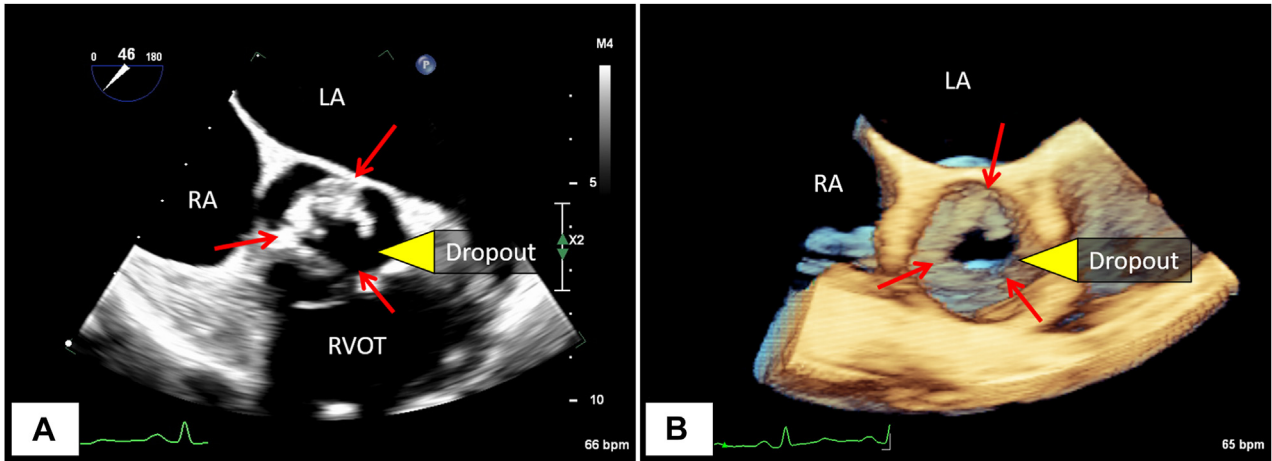 0 46 180
P
M4
LA
RA
5
X2
Dropout
RVOT
10
A
66 bpm
LA
RA
Dropout
B
65 bpm